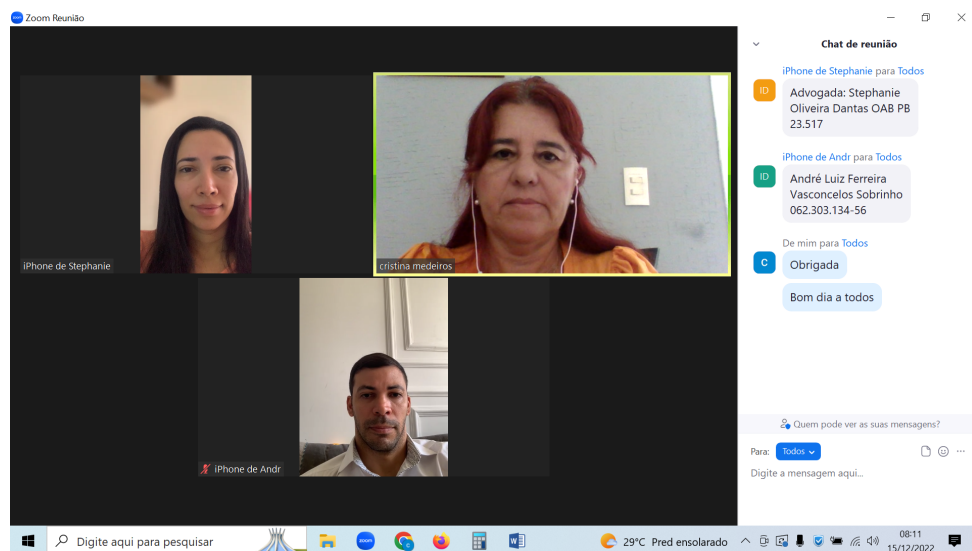 Zoom Reunião
Chat de reunião
iPhone de Stephanie para Todos
ID
Advogada: Stephanie
Oliveira Dantas OAB PB
23.517
iPhone de Andr para Todos
ID
André Luiz Ferreira
Vasconcelos Sobrinho
062.303.134-56
De mim para Todos
C
Obrigada
Bom dia a todos
iPhone de Stephanie
cristina medeiros
iPhone de Andr
Quem pode ver as suas mensagens?
Para: Todos
Digite a mensagem aqui...
Digite aqui para pesquisar
zoom
W
29°C Pred ensolarado
08:11
15/12/2022